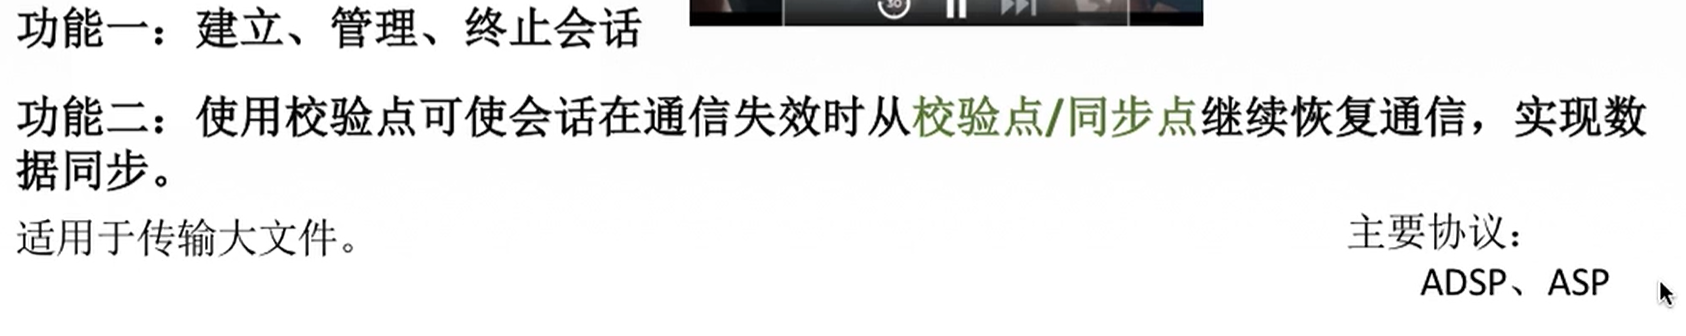 功能一：建立、管理、终止会话
30
功能二：使用校验点可使会话在通信失效时从校验点/同步点继续恢复通信，实现数
据同步。
适用于传输大文件。
主要协议：
ADSP、ASP